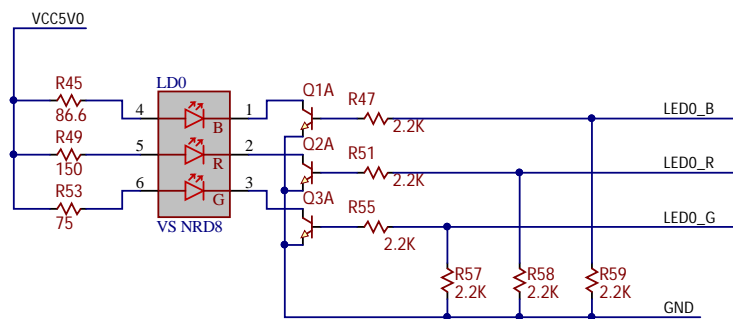 VCC5V0
R45
86.6
R49
150
R53
75
LD0
4
1
B
5
2
R
6
3
G
VS NRD8
Q1A
R47
2.2K
LED0_B
Q2A
R51
2.2K
LED0_R
Q3A
R55
2.2K
LED0_G
R57
2.2K
R58
2.2K
R59
2.2K
GND